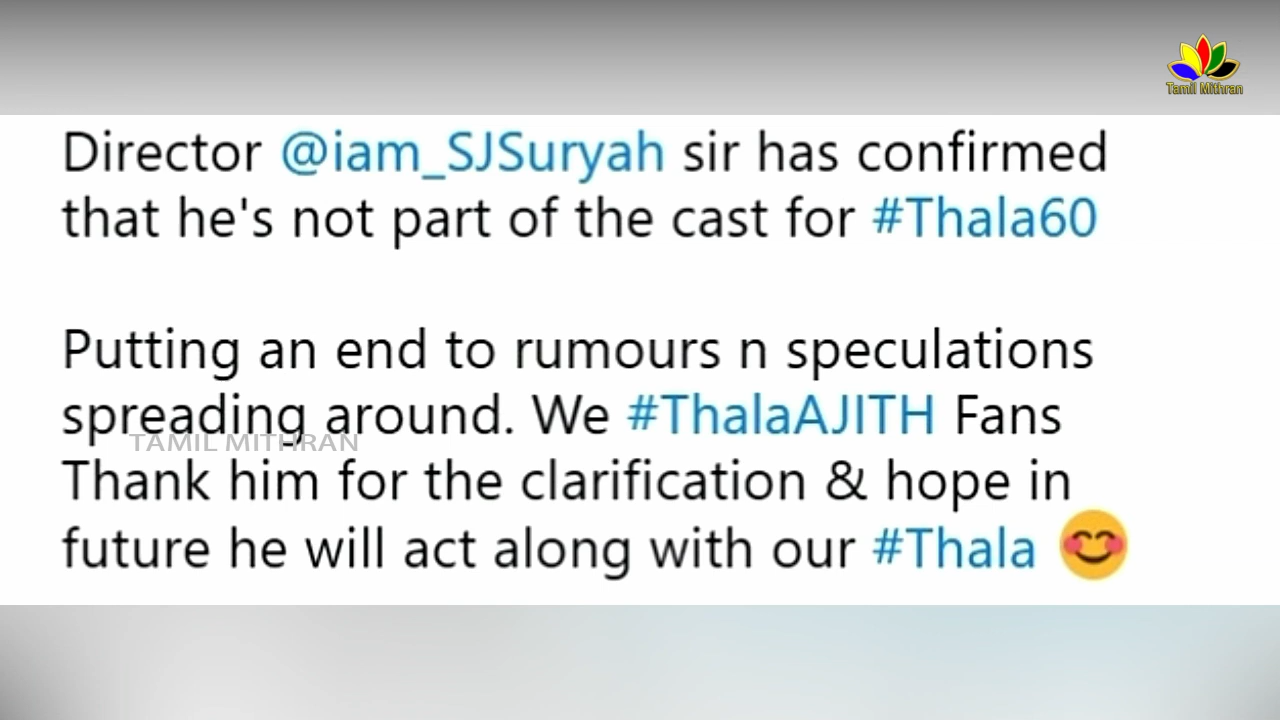 Tamil Mithran
Director @iam_SJSuryah sir has confirmed
that he's not part of the cast for #Thala60
Putting an end to rumours n speculations
spreading around. We #ThalaAJITH Fans
TAMIL MITHRAN
Thank him for the clarification & hope in
future he will act along with our #Thala 😊